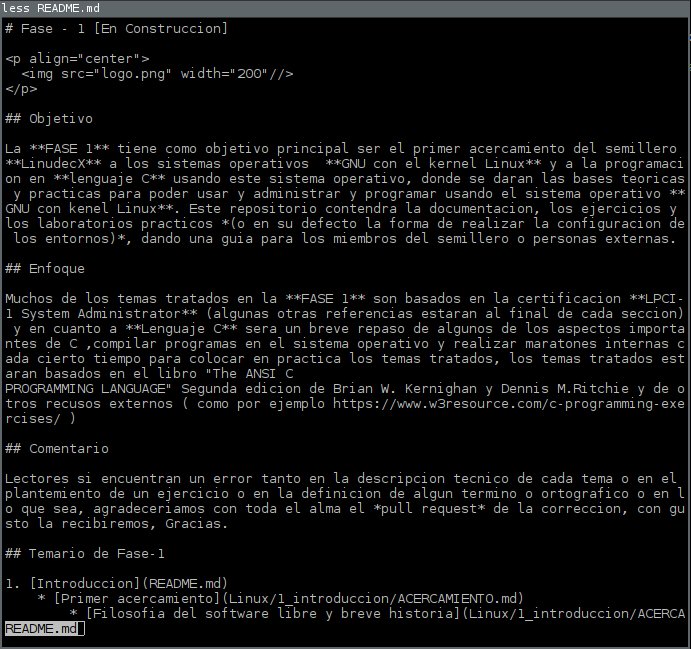 less README.md
# Fase - 1 [En Construccion]
<p align="center">
  <img src="logo.png" width="200"//>
</p>
## Objetivo
La **FASE 1** tiene como objetivo principal ser el primer acercamiento del semillero
**LinudecX** a los sistemas operativos  **GNU con el kernel Linux** y a la programaci
on en **lenguaje C** usando este sistema operativo, donde se daran las bases teoricas
 y practicas para poder usar y administrar y programar usando el sistema operativo **
GNU con kenel Linux**. Este repositorio contendra la documentacion, los ejercicios y
los laboratorios practicos *(o en su defecto la forma de realizar la configuracion de
 los entornos)*, dando una guia para los miembros del semillero o personas externas.
## Enfoque
Muchos de los temas tratados en la **FASE 1** son basados en la certificacion **LPCI-
1 System Administrator** (algunas otras referencias estaran al final de cada seccion)
 y en cuanto a **Lenguaje C** sera un breve repaso de algunos de los aspectos importa
ntes de C ,compilar programas en el sistema operativo y realizar maratones internas c
ada cierto tiempo para colocar en practica los temas tratados, los temas tratados est
aran basados en el libro "The ANSI C
PROGRAMMING LANGUAGE" Segunda edicion de Brian W. Kernighan y Dennis M.Ritchie y de o
tros recusos externos ( como por ejemplo https://www.w3resource.com/c-programming-exe
rcises/ )
## Comentario
Lectores si encuentran un error tanto en la descripcion tecnico de cada tema o en el
plantemiento de un ejercicio o en la definicion de algun termino o ortografico o en l
o que sea, agradeceriamos con toda el alma el *pull request* de la correccion, con gu
sto la recibiremos, Gracias.
## Temario de Fase-1
1. [Introduccion](README.md)
    * [Primer acercamiento](Linux/1_introduccion/ACERCAMIENTO.md)
        * [Filosofia del software libre y breve historia](Linux/1_introduccion/ACERCA
README.md